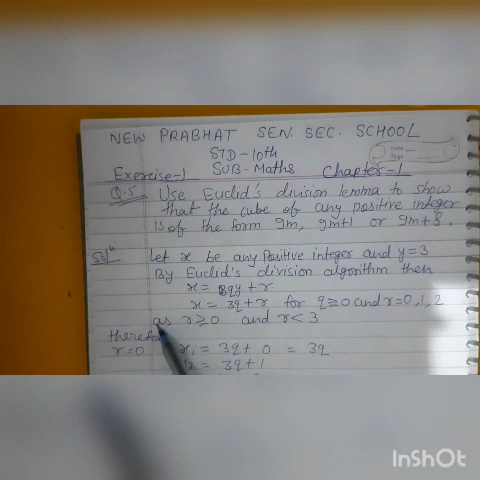 NEW PRABHAT SEN. SEC. SCHOOL
STD-10th
Exercise-1 SUB-Maths Chapter-1
Q.5 Use Euclid's division lemma to show
that the cube of any positive integer
is of the form 9m, 9m+1 or 9m+8.
Solⁿ Let x be any positive integer and y=3
By Euclid's division algorithm then
x = qy+r
x = 3q+r for q≥0 and r=0,1,2
as r≥0 and r<3
r=0 x, = 3q+0 = 3q
= 3q+1
InShOt